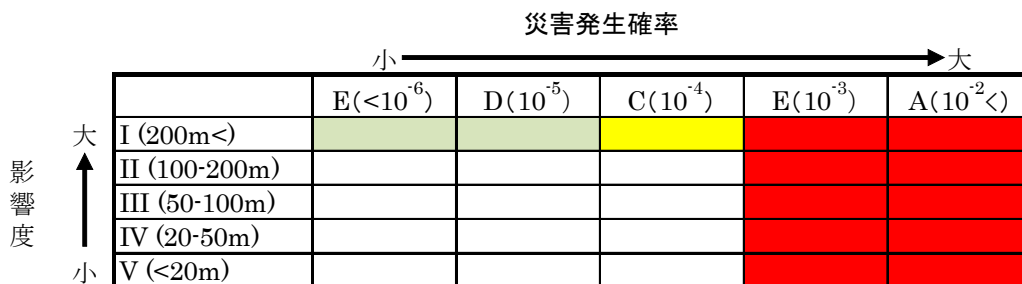 災害発生確率
小 大
E(<10⁻⁶) D(10⁻⁵) C(10⁻⁴) E(10⁻³) A(10⁻²<)
大 I (200m<)
II (100-200m)
III (50-100m)
IV (20-50m)
小 V (<20m)
影響度